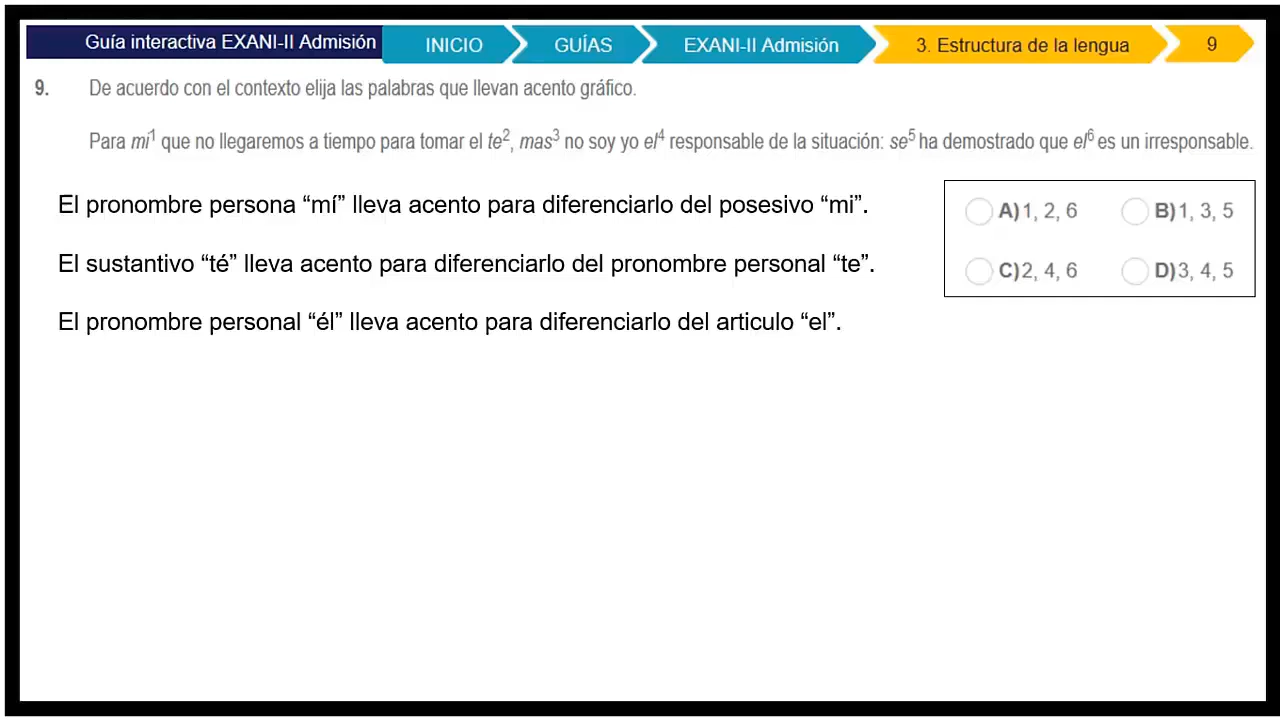 Guía interactiva EXANI-II Admisión INICIO GUÍAS EXANI-II Admisión 3. Estructura de la lengua 9
9. De acuerdo con el contexto elija las palabras que llevan acento gráfico.
Para mi¹ que no llegaremos a tiempo para tomar el te², mas³ no soy yo el⁴ responsable de la situación: se⁵ ha demostrado que el⁶ es un irresponsable.
El pronombre persona “mí” lleva acento para diferenciarlo del posesivo “mi”.
El sustantivo “té” lleva acento para diferenciarlo del pronombre personal “te”.
El pronombre personal “él” lleva acento para diferenciarlo del articulo “el”.
A) 1, 2, 6 B) 1, 3, 5
C) 2, 4, 6 D) 3, 4, 5